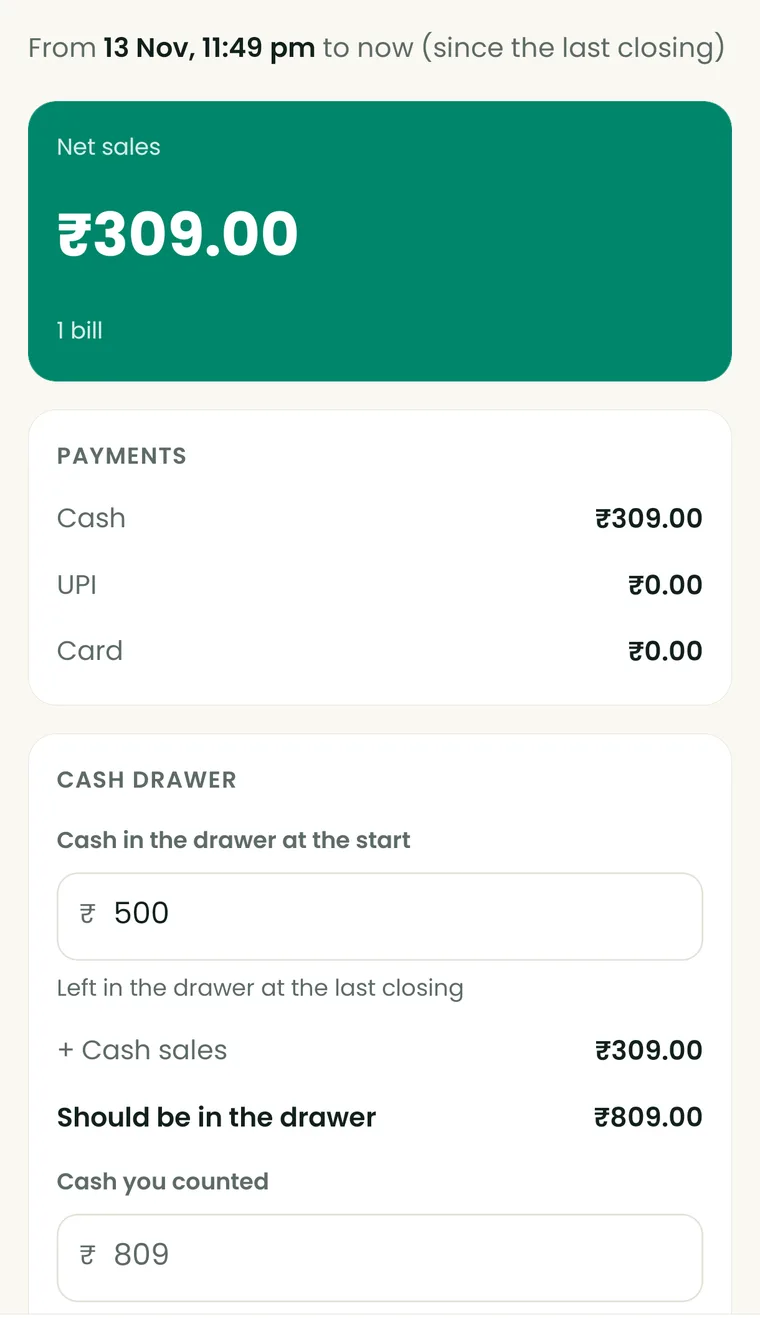 From 13 Nov, 11:49 pm to now (since the last closing)
Net sales
₹309.00
1 bill
PAYMENTS
Cash ₹309.00
UPI ₹0.00
Card ₹0.00
CASH DRAWER
Cash in the drawer at the start
₹ 500
Left in the drawer at the last closing
+ Cash sales ₹309.00
Should be in the drawer ₹809.00
Cash you counted
₹ 809